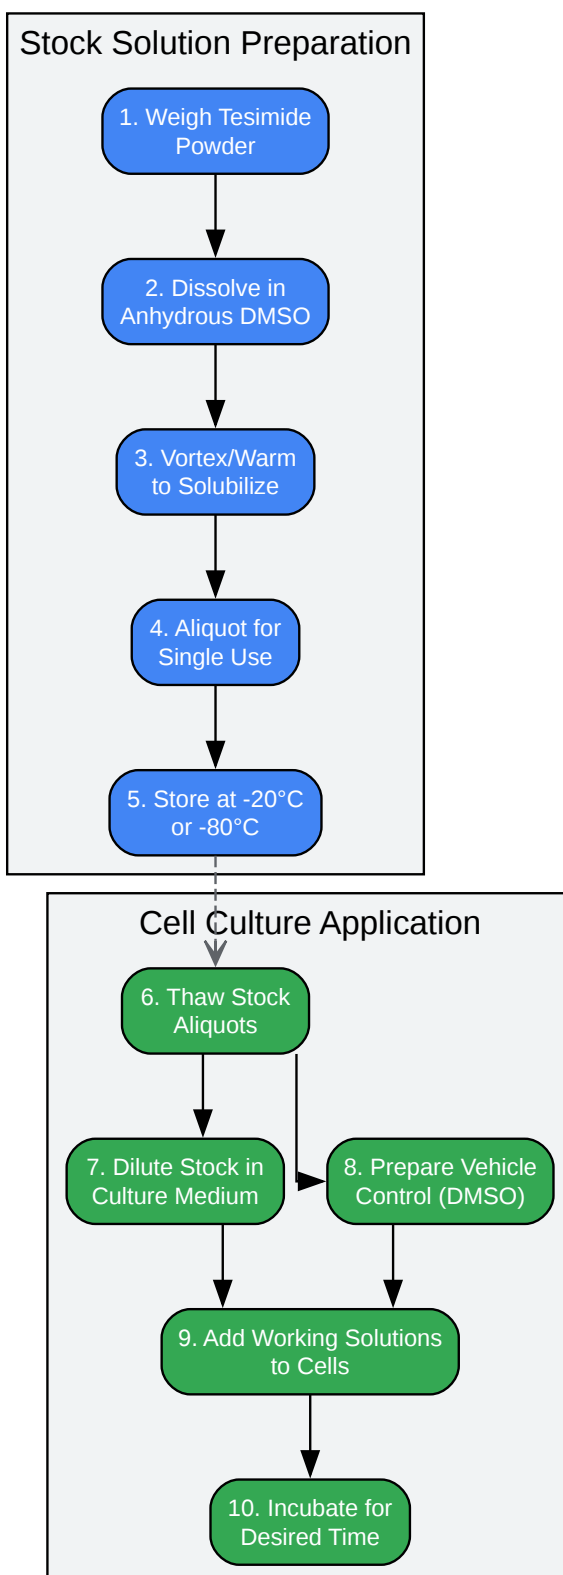 Stock Solution Preparation
1. Weigh Tesimide
Powder
2. Dissolve in
Anhydrous DMSO
3. Vortex/Warm
to Solubilize
4. Aliquot for
Single Use
5. Store at -20°C
or -80°C
Cell Culture Application
6. Thaw Stock
Aliquots
7. Dilute Stock in
Culture Medium
8. Prepare Vehicle
Control (DMSO)
9. Add Working Solutions
to Cells
10. Incubate for
Desired Time